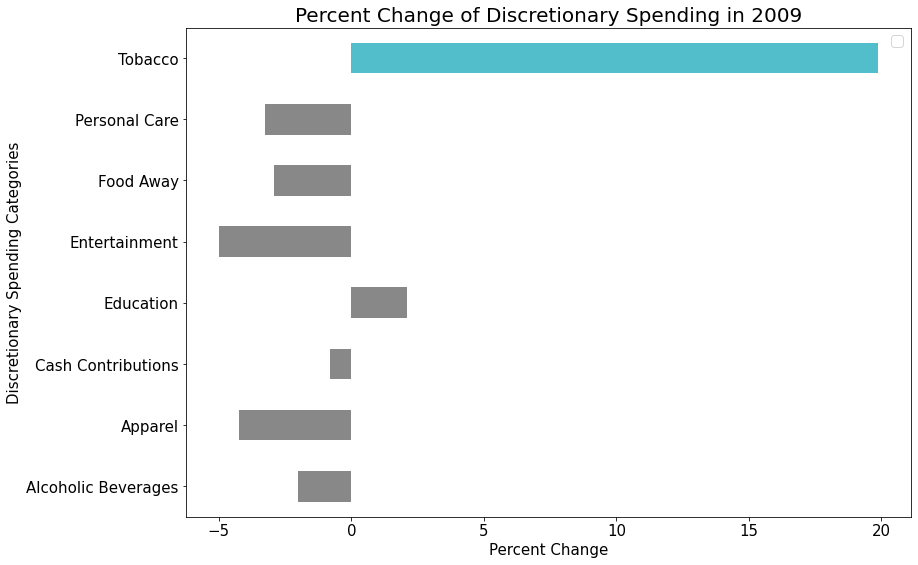 Percent Change of Discretionary Spending in 2009
Discretionary Spending Categories
Tobacco
Personal Care
Food Away
Entertainment
Education
Cash Contributions
Apparel
Alcoholic Beverages
−5 0 5 10 15 20
Percent Change